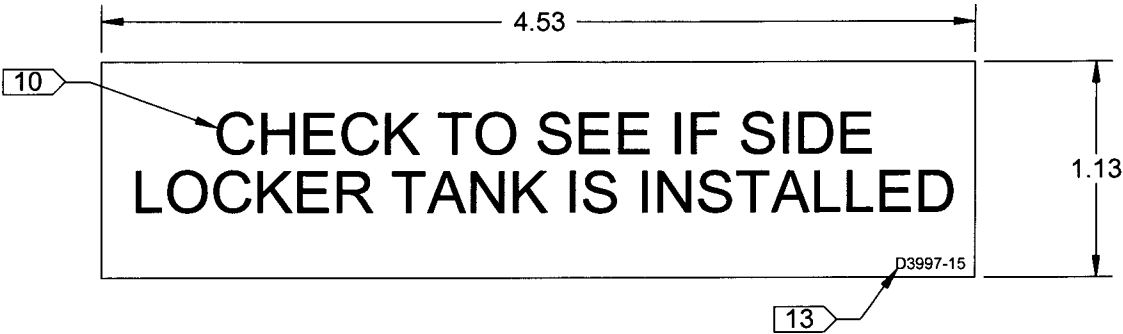 4.53
10
CHECK TO SEE IF SIDE
LOCKER TANK IS INSTALLED
1.13
D3997-15
13